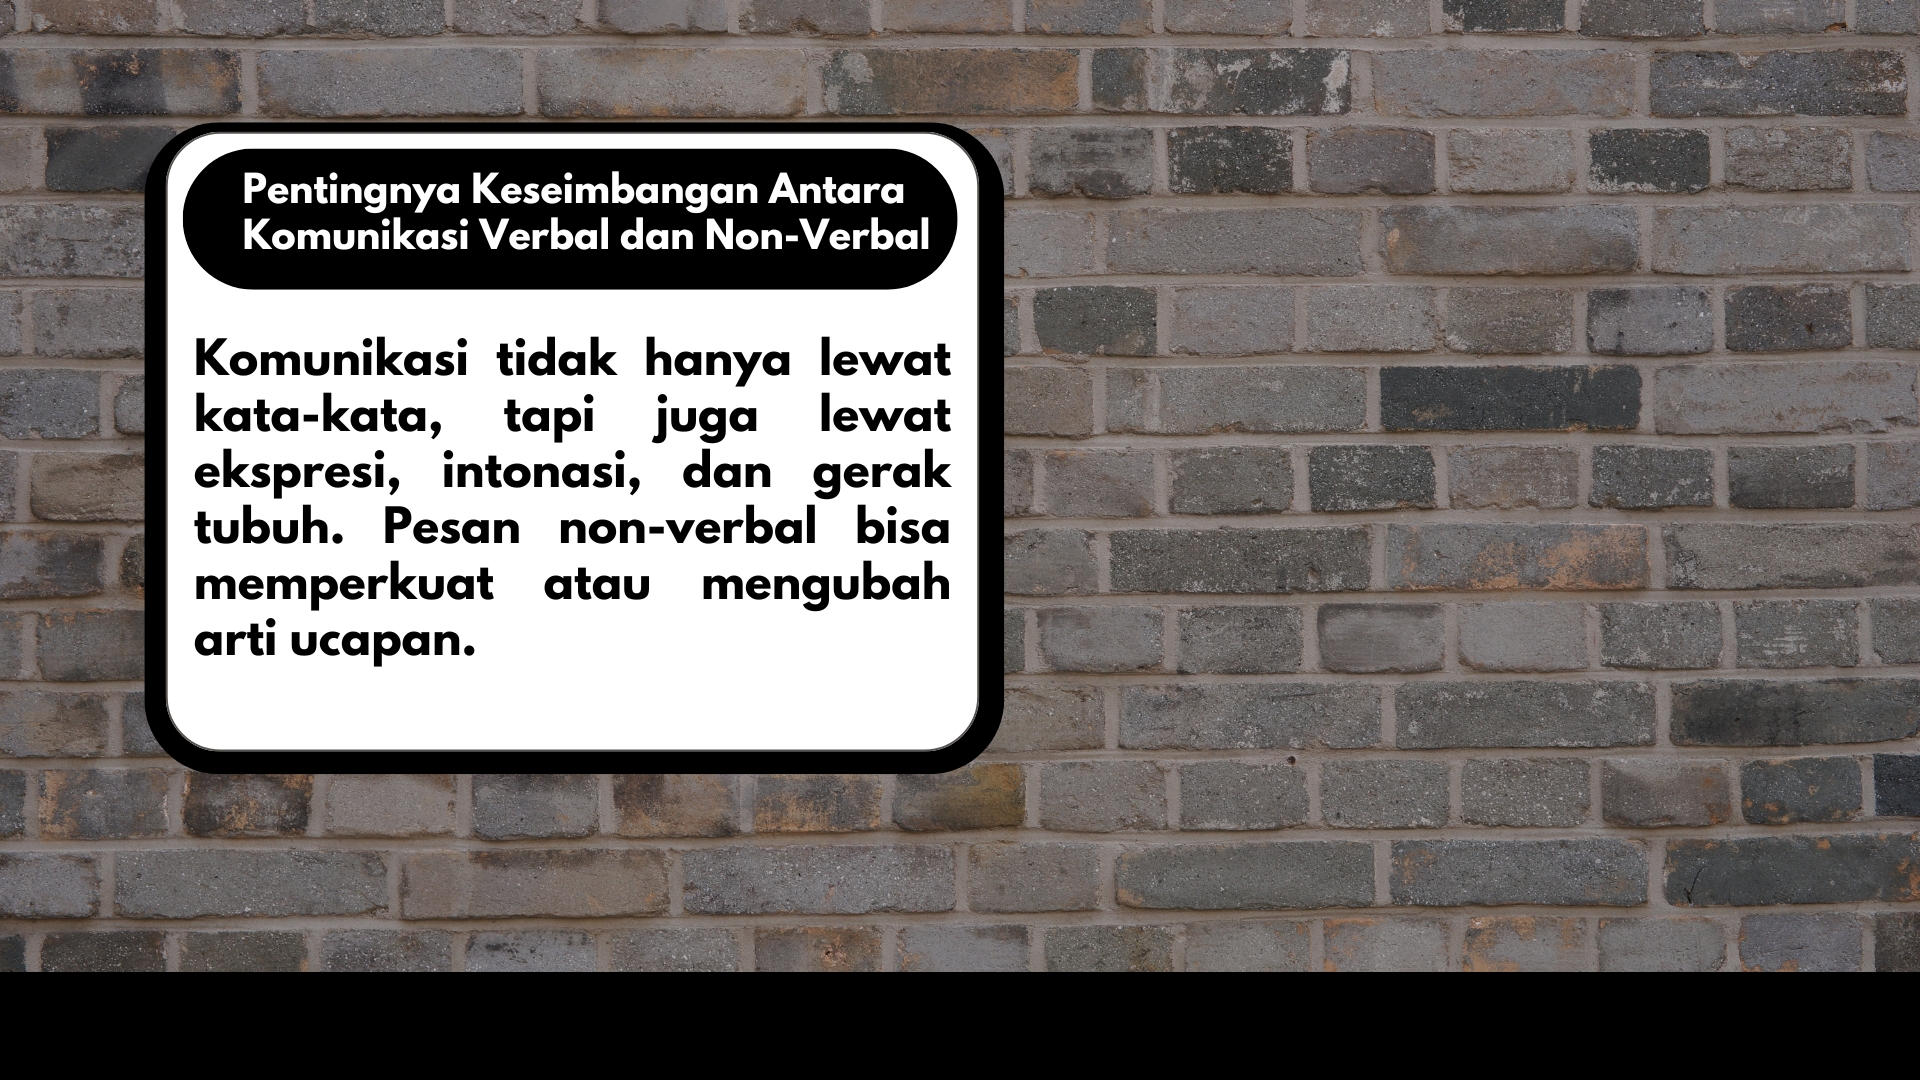 Pentingnya Keseimbangan Antara
Komunikasi Verbal dan Non-Verbal
Komunikasi tidak hanya lewat
kata-kata, tapi juga lewat
ekspresi, intonasi, dan gerak
tubuh. Pesan non-verbal bisa
memperkuat atau mengubah
arti ucapan.